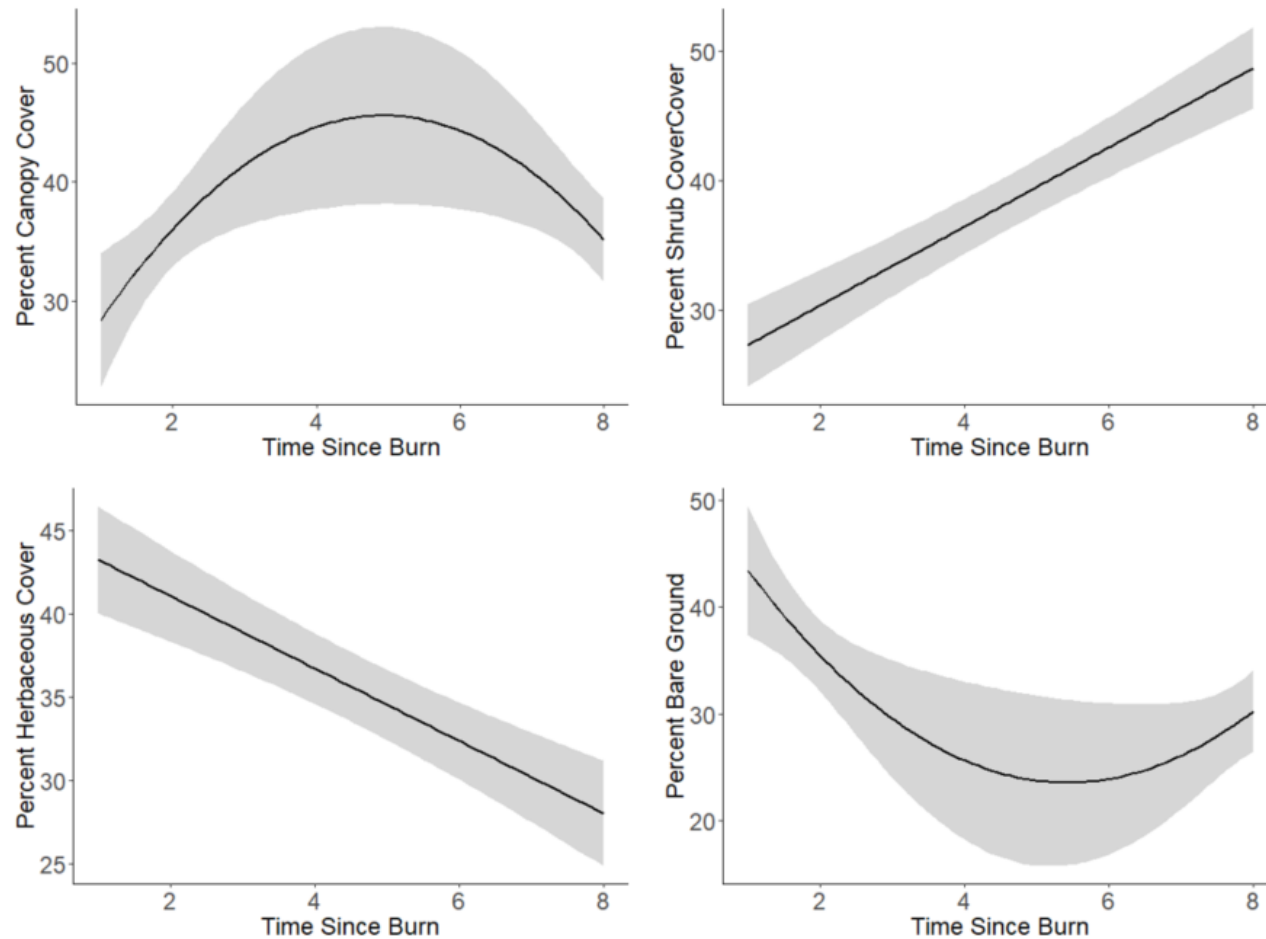 Percent Canopy Cover
50
40
30
2 4 6 8
Time Since Burn
Percent Shrub CoverCover
50
40
30
2 4 6 8
Time Since Burn
Percent Herbaceous Cover
45
40
35
30
25
2 4 6 8
Time Since Burn
Percent Bare Ground
50
40
30
20
2 4 6 8
Time Since Burn